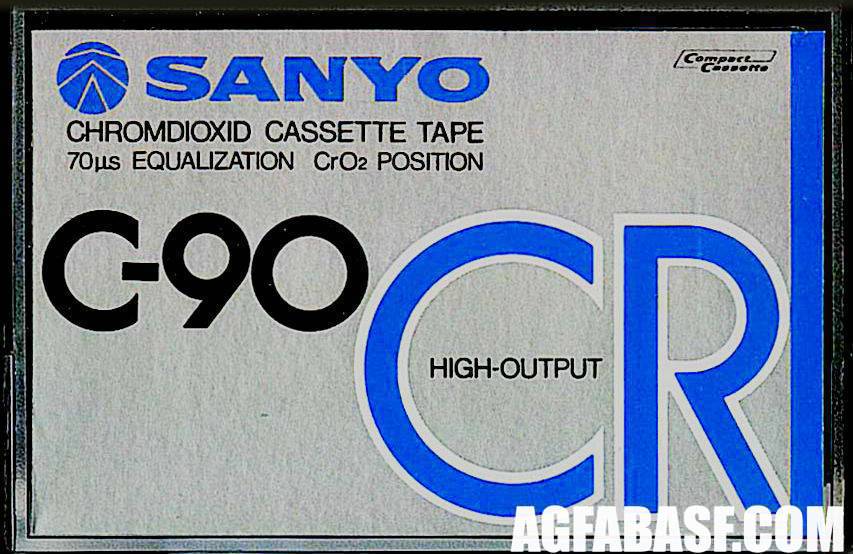 SANYO
Compact Cassette
CHROMDIOXID CASSETTE TAPE
70µs EQUALIZATION CrO2 POSITION
C-90
CR
HIGH-OUTPUT
AGFABASF.COM